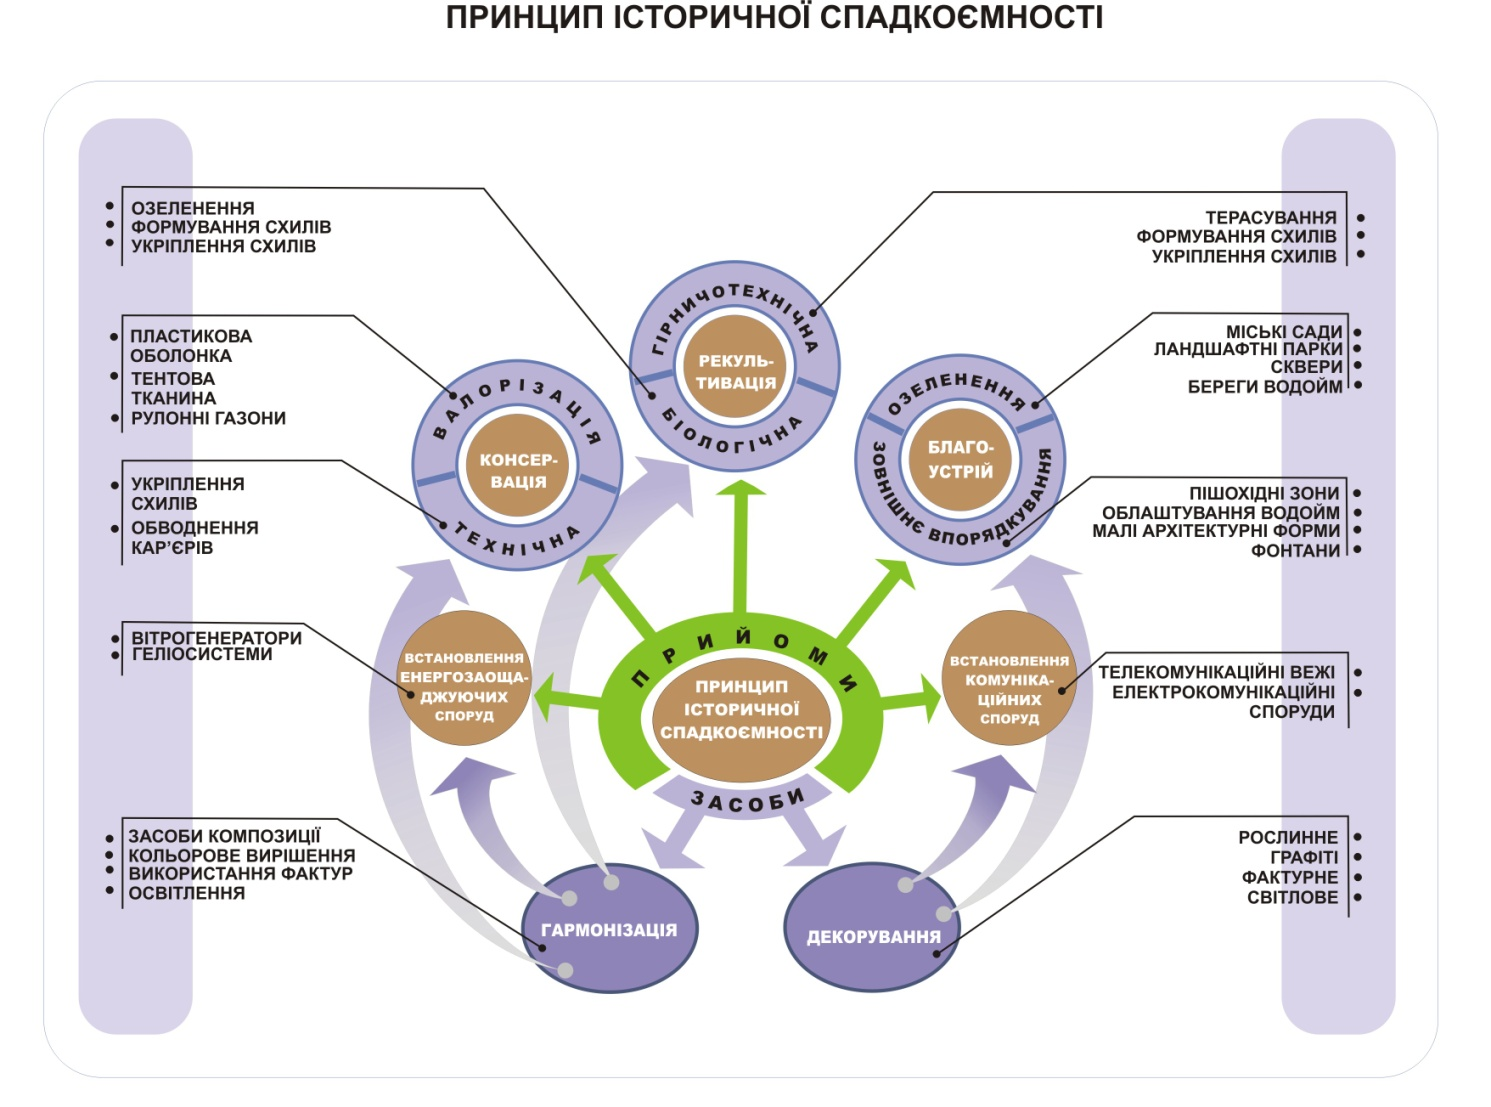 ПРИНЦИП ІСТОРИЧНОЇ СПАДКОЄМНОСТІ
ОЗЕЛЕНЕННЯ
ФОРМУВАННЯ СХИЛІВ
УКРІПЛЕННЯ СХИЛІВ
ПЛАСТИКОВА
ОБОЛОНКА
ТЕНТОВА
ТКАНИНА
РУЛОННІ ГАЗОНИ
УКРІПЛЕННЯ
СХИЛІВ
ОБВОДНЕННЯ
КАР’ЄРІВ
ВІТРОГЕНЕРАТОРИ
ГЕЛІОСИСТЕМИ
ЗАСОБИ КОМПОЗИЦІЇ
КОЛЬОРОВЕ ВИРІШЕННЯ
ВИКОРИСТАННЯ ФАКТУР
ОСВІТЛЕННЯ
ВАЛОРІЗАЦІЯ
КОНСЕР-
ВАЦІЯ
ТЕХНІЧНА
ГІРНИЧОТЕХНІЧНА
РЕКУЛЬ-
ТИВАЦІЯ
БІОЛОГІЧНА
ОЗЕЛЕНЕННЯ
БЛАГО-
УСТРІЙ
ЗОВНІШНЄ ВПОРЯДКУВАННЯ
ВСТАНОВЛЕННЯ
ЕНЕРГОЗАОЩА-
ДЖУЮЧИХ
СПОРУД
ПРИЙОМИ
ПРИНЦИП
ІСТОРИЧНОЇ
СПАДКОЄМНОСТІ
ЗАСОБИ
ВСТАНОВЛЕННЯ
КОМУНІКА-
ЦІЙНИХ
СПОРУД
ГАРМОНІЗАЦІЯ
ДЕКОРУВАННЯ
ТЕРАСУВАННЯ
ФОРМУВАННЯ СХИЛІВ
УКРІПЛЕННЯ СХИЛІВ
МІСЬКІ САДИ
ЛАНДШАФТНІ ПАРКИ
СКВЕРИ
БЕРЕГИ ВОДОЙМ
ПІШОХІДНІ ЗОНИ
ОБЛАШТУВАННЯ ВОДОЙМ
МАЛІ АРХІТЕКТУРНІ ФОРМИ
ФОНТАНИ
ТЕЛЕКОМУНІКАЦІЙНІ ВЕЖІ
ЕЛЕКТРОКОМУНІКАЦІЙНІ
СПОРУДИ
РОСЛИННЕ
ГРАФІТІ
ФАКТУРНЕ
СВІТЛОВЕ